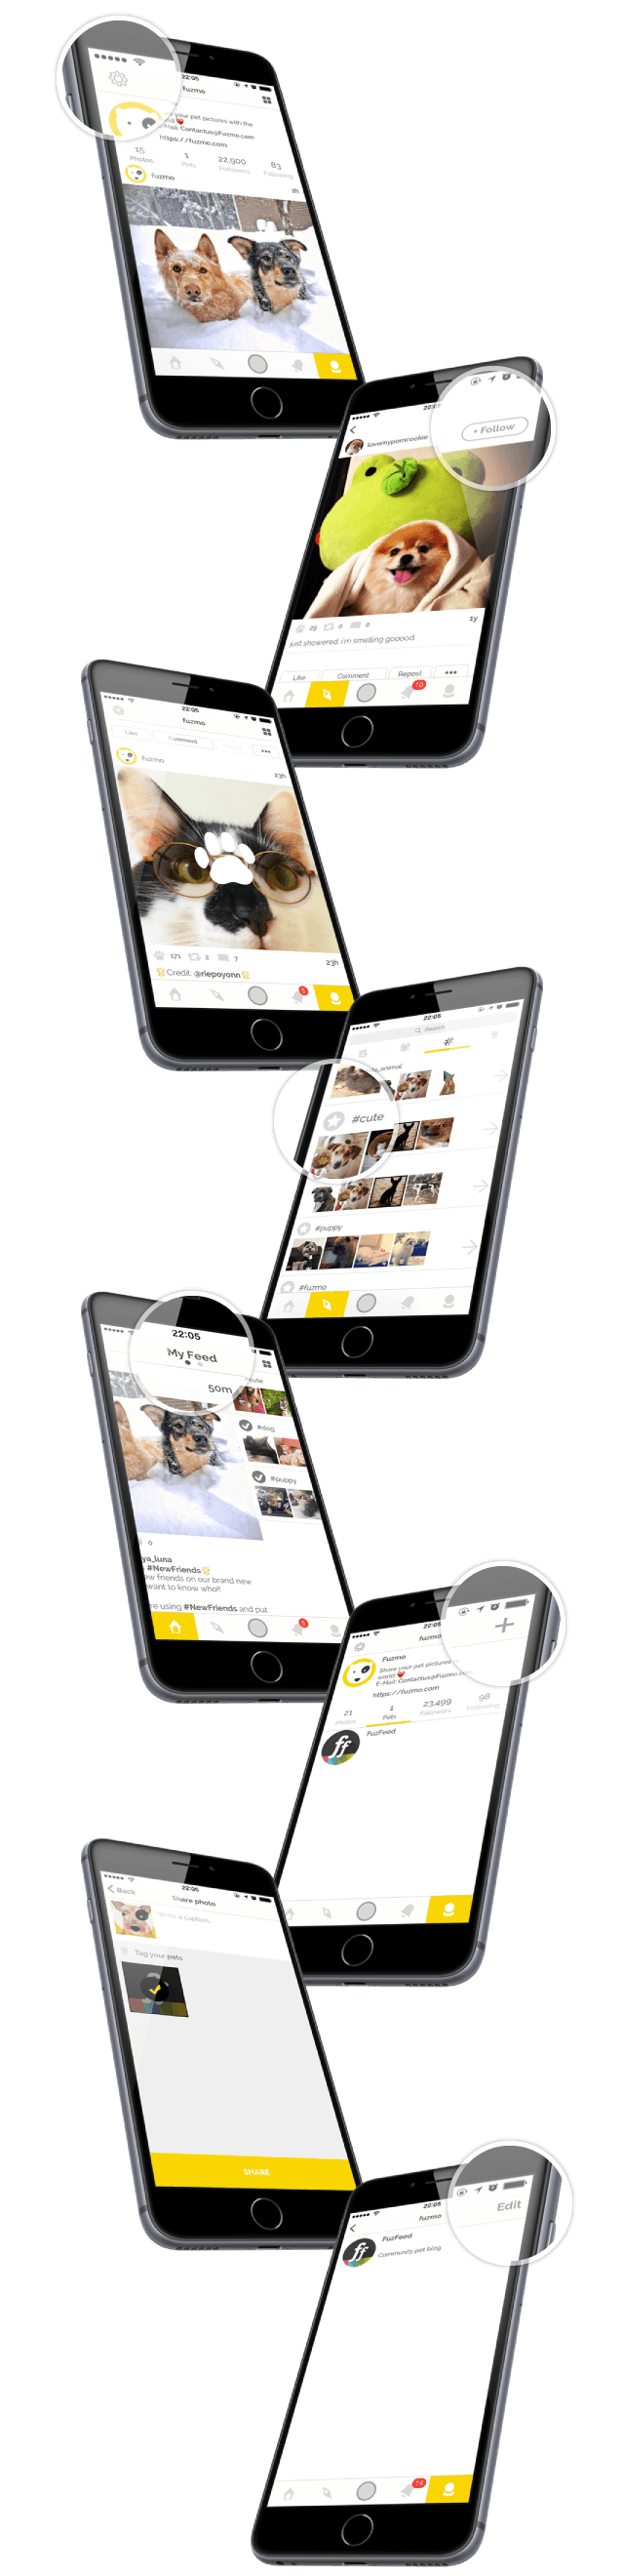 22:05
fuzmo
your pet pictures with the
E-Mail: Contactus@Fuzmo.com
https://fuzmo.com
15 1 22,900 83
Photos Pets Followers Following
fuzmo
1h
22:05
+ Follow
lovemypomcookie
29 0 0
1y
just showered, i'm smelling gooood.
Like Comment Repost
10
22:05
fuzmo
Like Comment
fuzmo
23h
171 2 7
23h
Credit: @riepoyonn
22:05
Search
#
_animal
#cute
#puppy
#fuzmo
22:05
My Feed
50m
cute
#dog
#puppy
0
ya_luna
#NewFriends
ew friends on our brand new
want to know who!!
re using #NewFriends and put
22:05
fuzmo
Fuzmo
Share your pet pictures
world
E-Mail: Contactus@Fuzmo.co
https://fuzmo.com
21 1 23,499 98
Photos Pets Followers Following
FuzFeed
ff
22:05
Back
Share photo
Write a caption...
Tag your pets
SHARE
22:05
fuzmo
Edit
FuzFeed
ff
Community pet blog
14